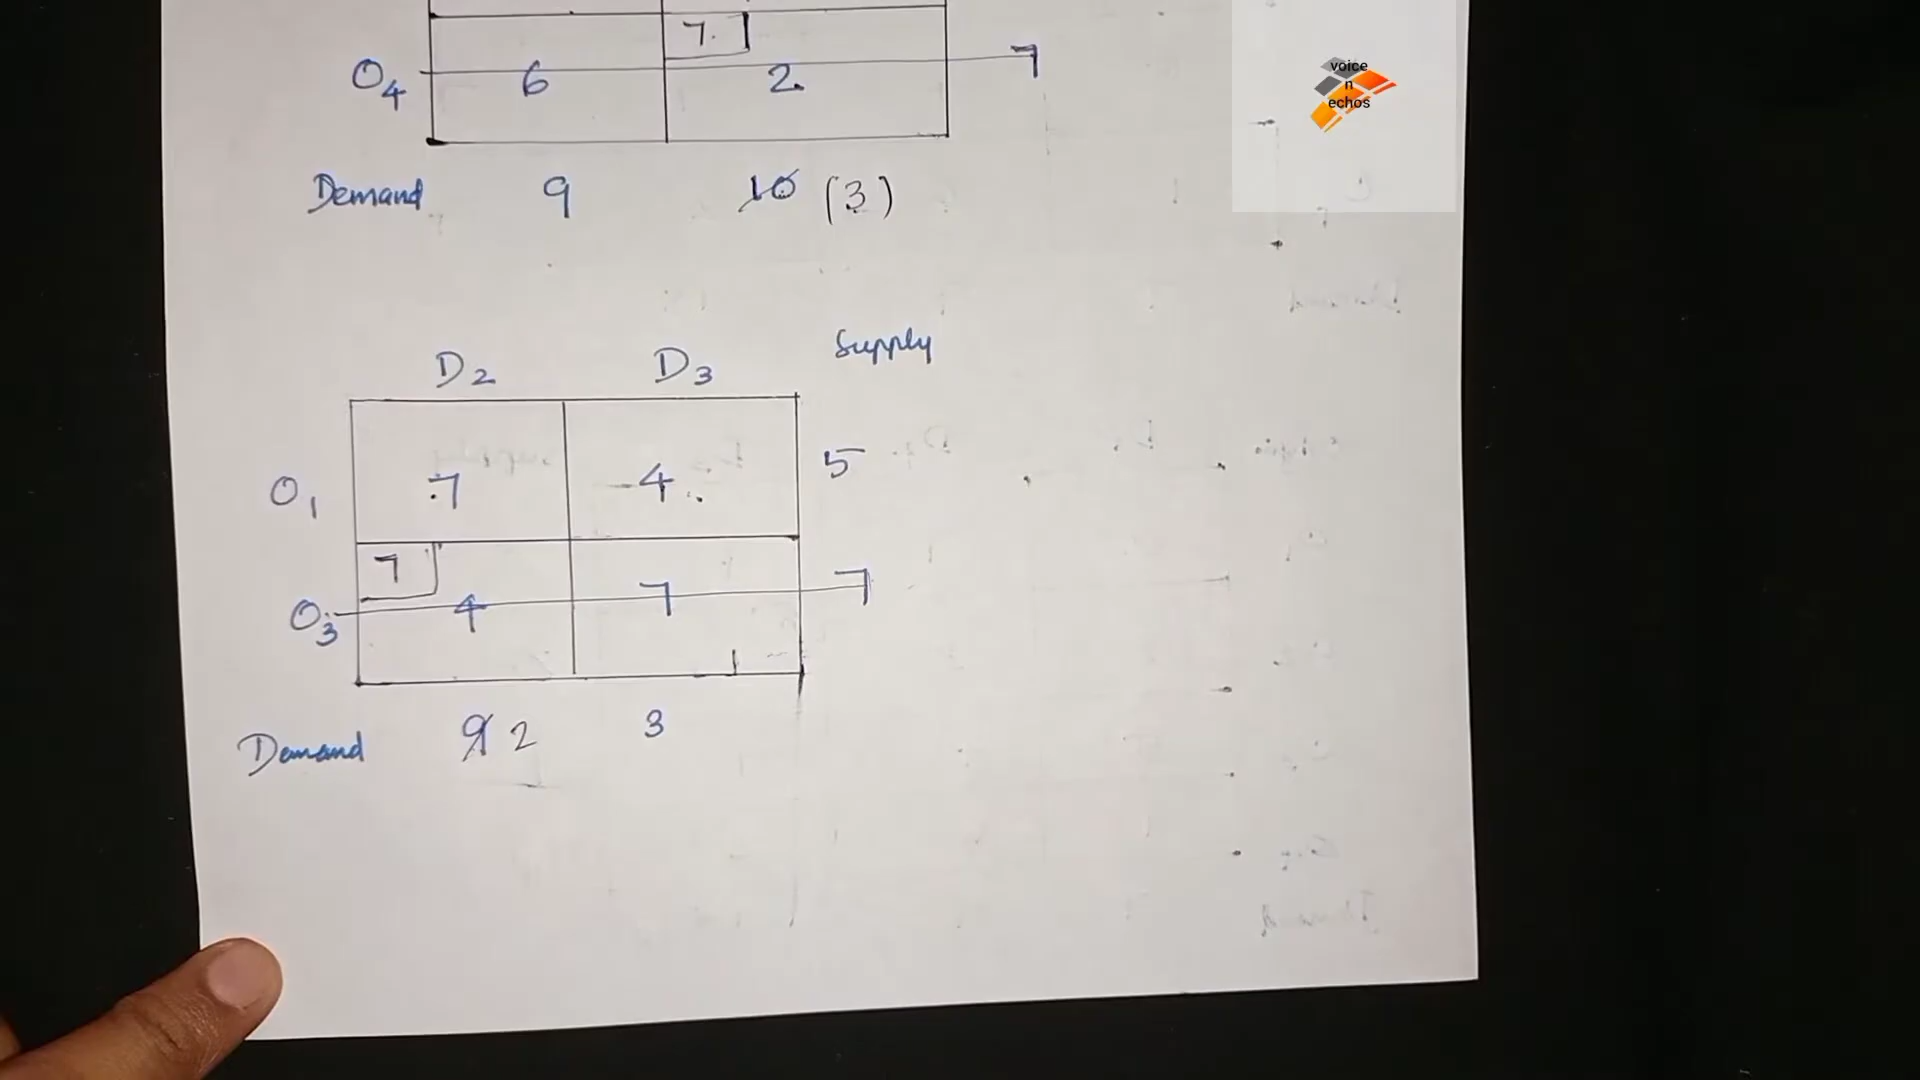 7.
O4 6 2 7
Demand 9 10 (3)
voice
n
echos
D2 D3 Supply
O1 7 4 5
7
O3 4 7 7
Demand 9 2 3